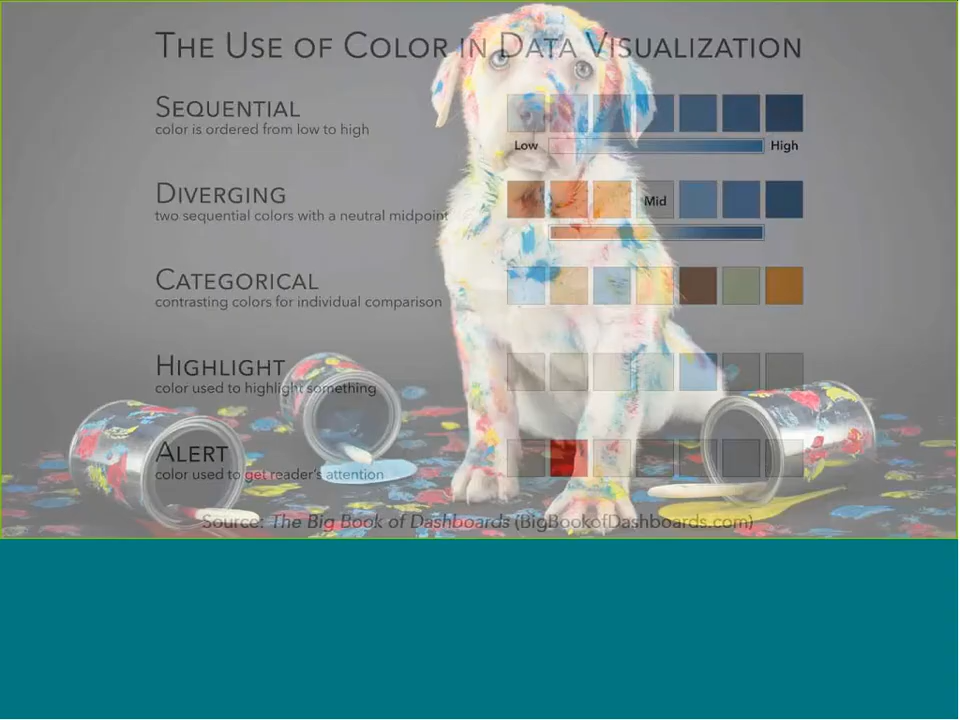 The Use of Color in Data Visualization
Sequential
color is ordered from low to high
Low
High
Diverging
two sequential colors with a neutral midpoint
Mid
Categorical
contrasting colors for individual comparison
Highlight
color used to highlight something
Alert
color used to get reader's attention
Source: The Big Book of Dashboards (BigBookofDashboards.com)